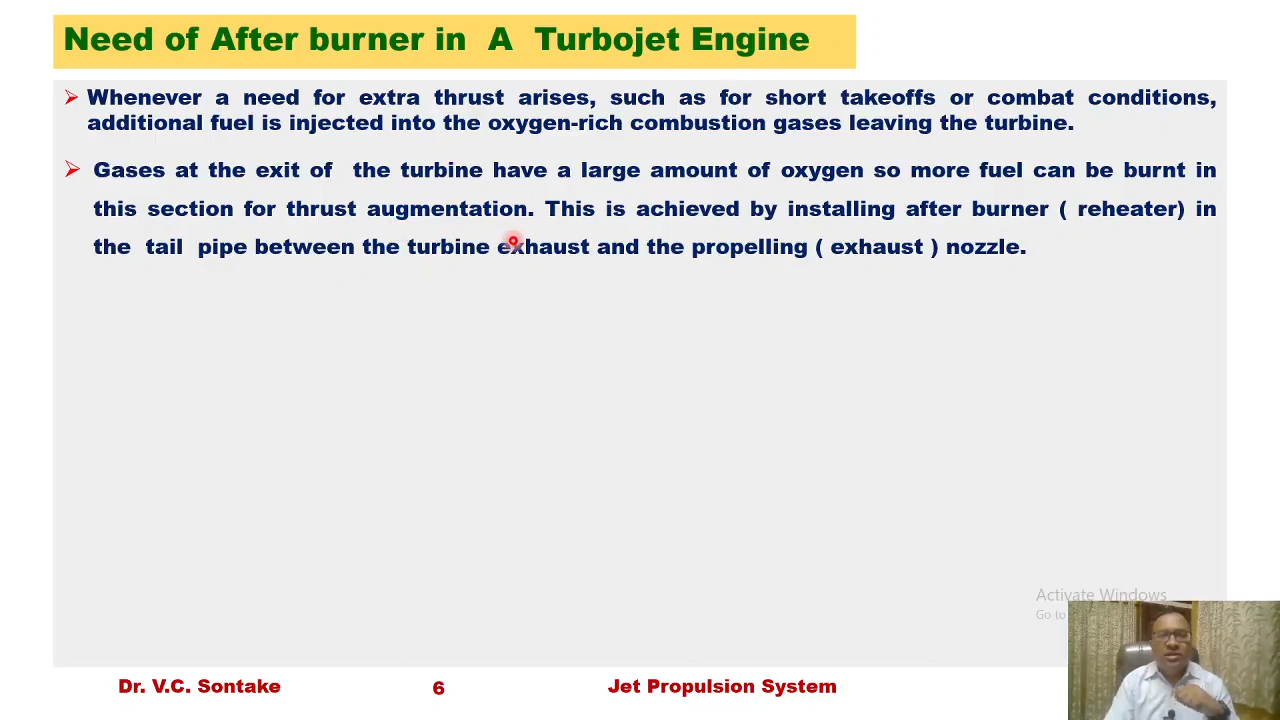 Need of After burner in A Turbojet Engine
Whenever a need for extra thrust arises, such as for short takeoffs or combat conditions,
additional fuel is injected into the oxygen-rich combustion gases leaving the turbine.
Gases at the exit of the turbine have a large amount of oxygen so more fuel can be burnt in
this section for thrust augmentation. This is achieved by installing after burner ( reheater) in
the tail pipe between the turbine exhaust and the propelling ( exhaust ) nozzle.
Activate Windows
Go to
Dr. V.C. Sontake
6
Jet Propulsion System